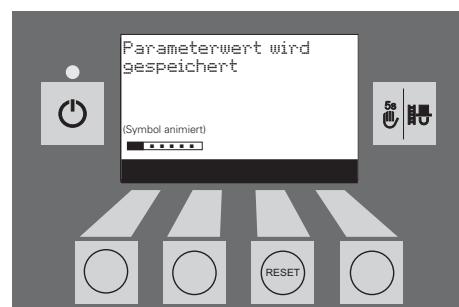 Parameterwert wird
gespeichert
(Symbol animiert)
5s
RESET